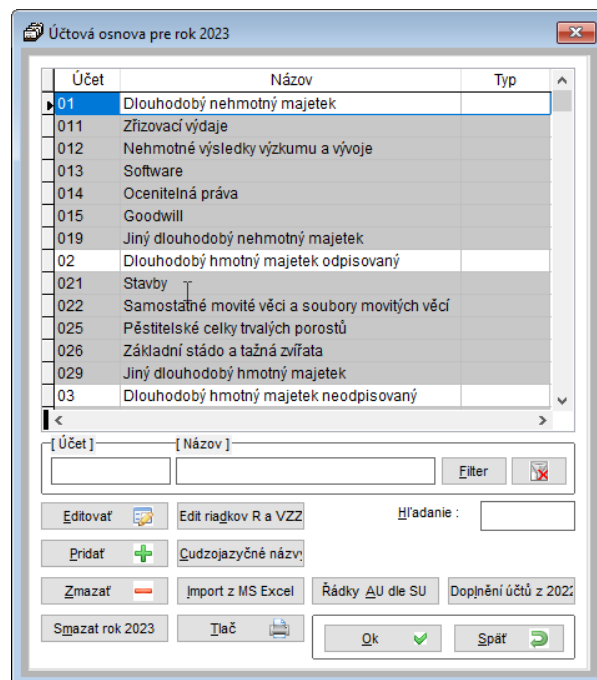 Účtová osnova pre rok 2023
Účet Názov Typ
01 Dlouhodobý nehmotný majetek
011 Zřizovací výdaje
012 Nehmotné výsledky výzkumu a vývoje
013 Software
014 Ocenitelná práva
015 Goodwill
019 Jiný dlouhodobý nehmotný majetek
02 Dlouhodobý hmotný majetek odpisovaný
021 Stavby
022 Samostatné movité věci a soubory movitých věcí
025 Pěstitelské celky trvalých porostů
026 Základní stádo a tažná zvířata
029 Jiný dlouhodobý hmotný majetek
03 Dlouhodobý hmotný majetek neodpisovaný
[ Účet ] [ Názov ]
Filter
Editovať Edit riadkov R a VZZ Hľadanie :
Pridať Cudzojazyčné názvy
Zmazať Import z MS Excel Řádky AU dle SU Doplnění účtů z 2022
Smazat rok 2023 Tlač Ok Späť